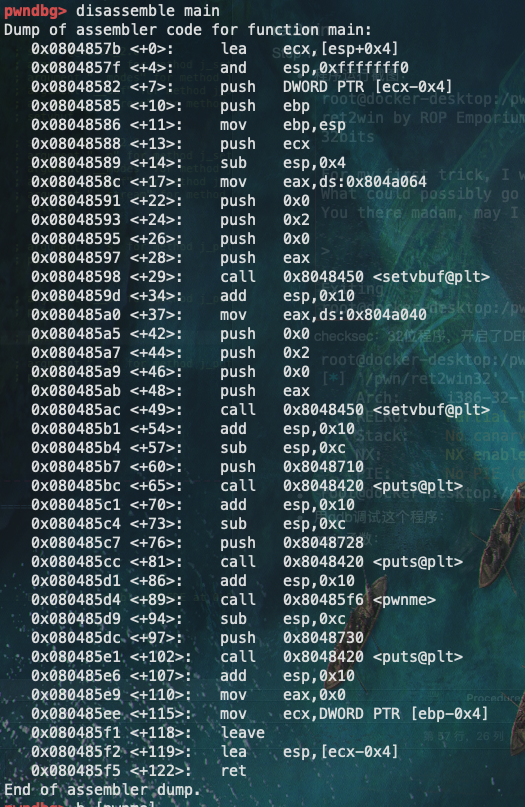 pwndbg> disassemble main
Dump of assembler code for function main:
0x0804857b <+0>: lea ecx,[esp+0x4]
0x0804857f <+4>: and esp,0xfffffff0
0x08048582 <+7>: push DWORD PTR [ecx-0x4]
0x08048585 <+10>: push ebp
0x08048586 <+11>: mov ebp,esp
0x08048588 <+13>: push ecx
0x08048589 <+14>: sub esp,0x4
0x0804858c <+17>: mov eax,ds:0x804a064
0x08048591 <+22>: push 0x0
0x08048593 <+24>: push 0x2
0x08048595 <+26>: push 0x0
0x08048597 <+28>: push eax
0x08048598 <+29>: call 0x8048450 <setvbuf@plt>
0x0804859d <+34>: add esp,0x10
0x080485a0 <+37>: mov eax,ds:0x804a040
0x080485a5 <+42>: push 0x0
0x080485a7 <+44>: push 0x2
0x080485a9 <+46>: push 0x0
0x080485ab <+48>: push eax
0x080485ac <+49>: call 0x8048450 <setvbuf@plt>
0x080485b1 <+54>: add esp,0x10
0x080485b4 <+57>: sub esp,0xc
0x080485b7 <+60>: push 0x8048710
0x080485bc <+65>: call 0x8048420 <puts@plt>
0x080485c1 <+70>: add esp,0x10
0x080485c4 <+73>: sub esp,0xc
0x080485c7 <+76>: push 0x8048728
0x080485cc <+81>: call 0x8048420 <puts@plt>
0x080485d1 <+86>: add esp,0x10
0x080485d4 <+89>: call 0x80485f6 <pwnme>
0x080485d9 <+94>: sub esp,0xc
0x080485dc <+97>: push 0x8048730
0x080485e1 <+102>: call 0x8048420 <puts@plt>
0x080485e6 <+107>: add esp,0x10
0x080485e9 <+110>: mov eax,0x0
0x080485ee <+115>: mov ecx,DWORD PTR [ebp-0x4]
0x080485f1 <+118>: leave
0x080485f2 <+119>: lea esp,[ecx-0x4]
0x080485f5 <+122>: ret
End of assembler dump.